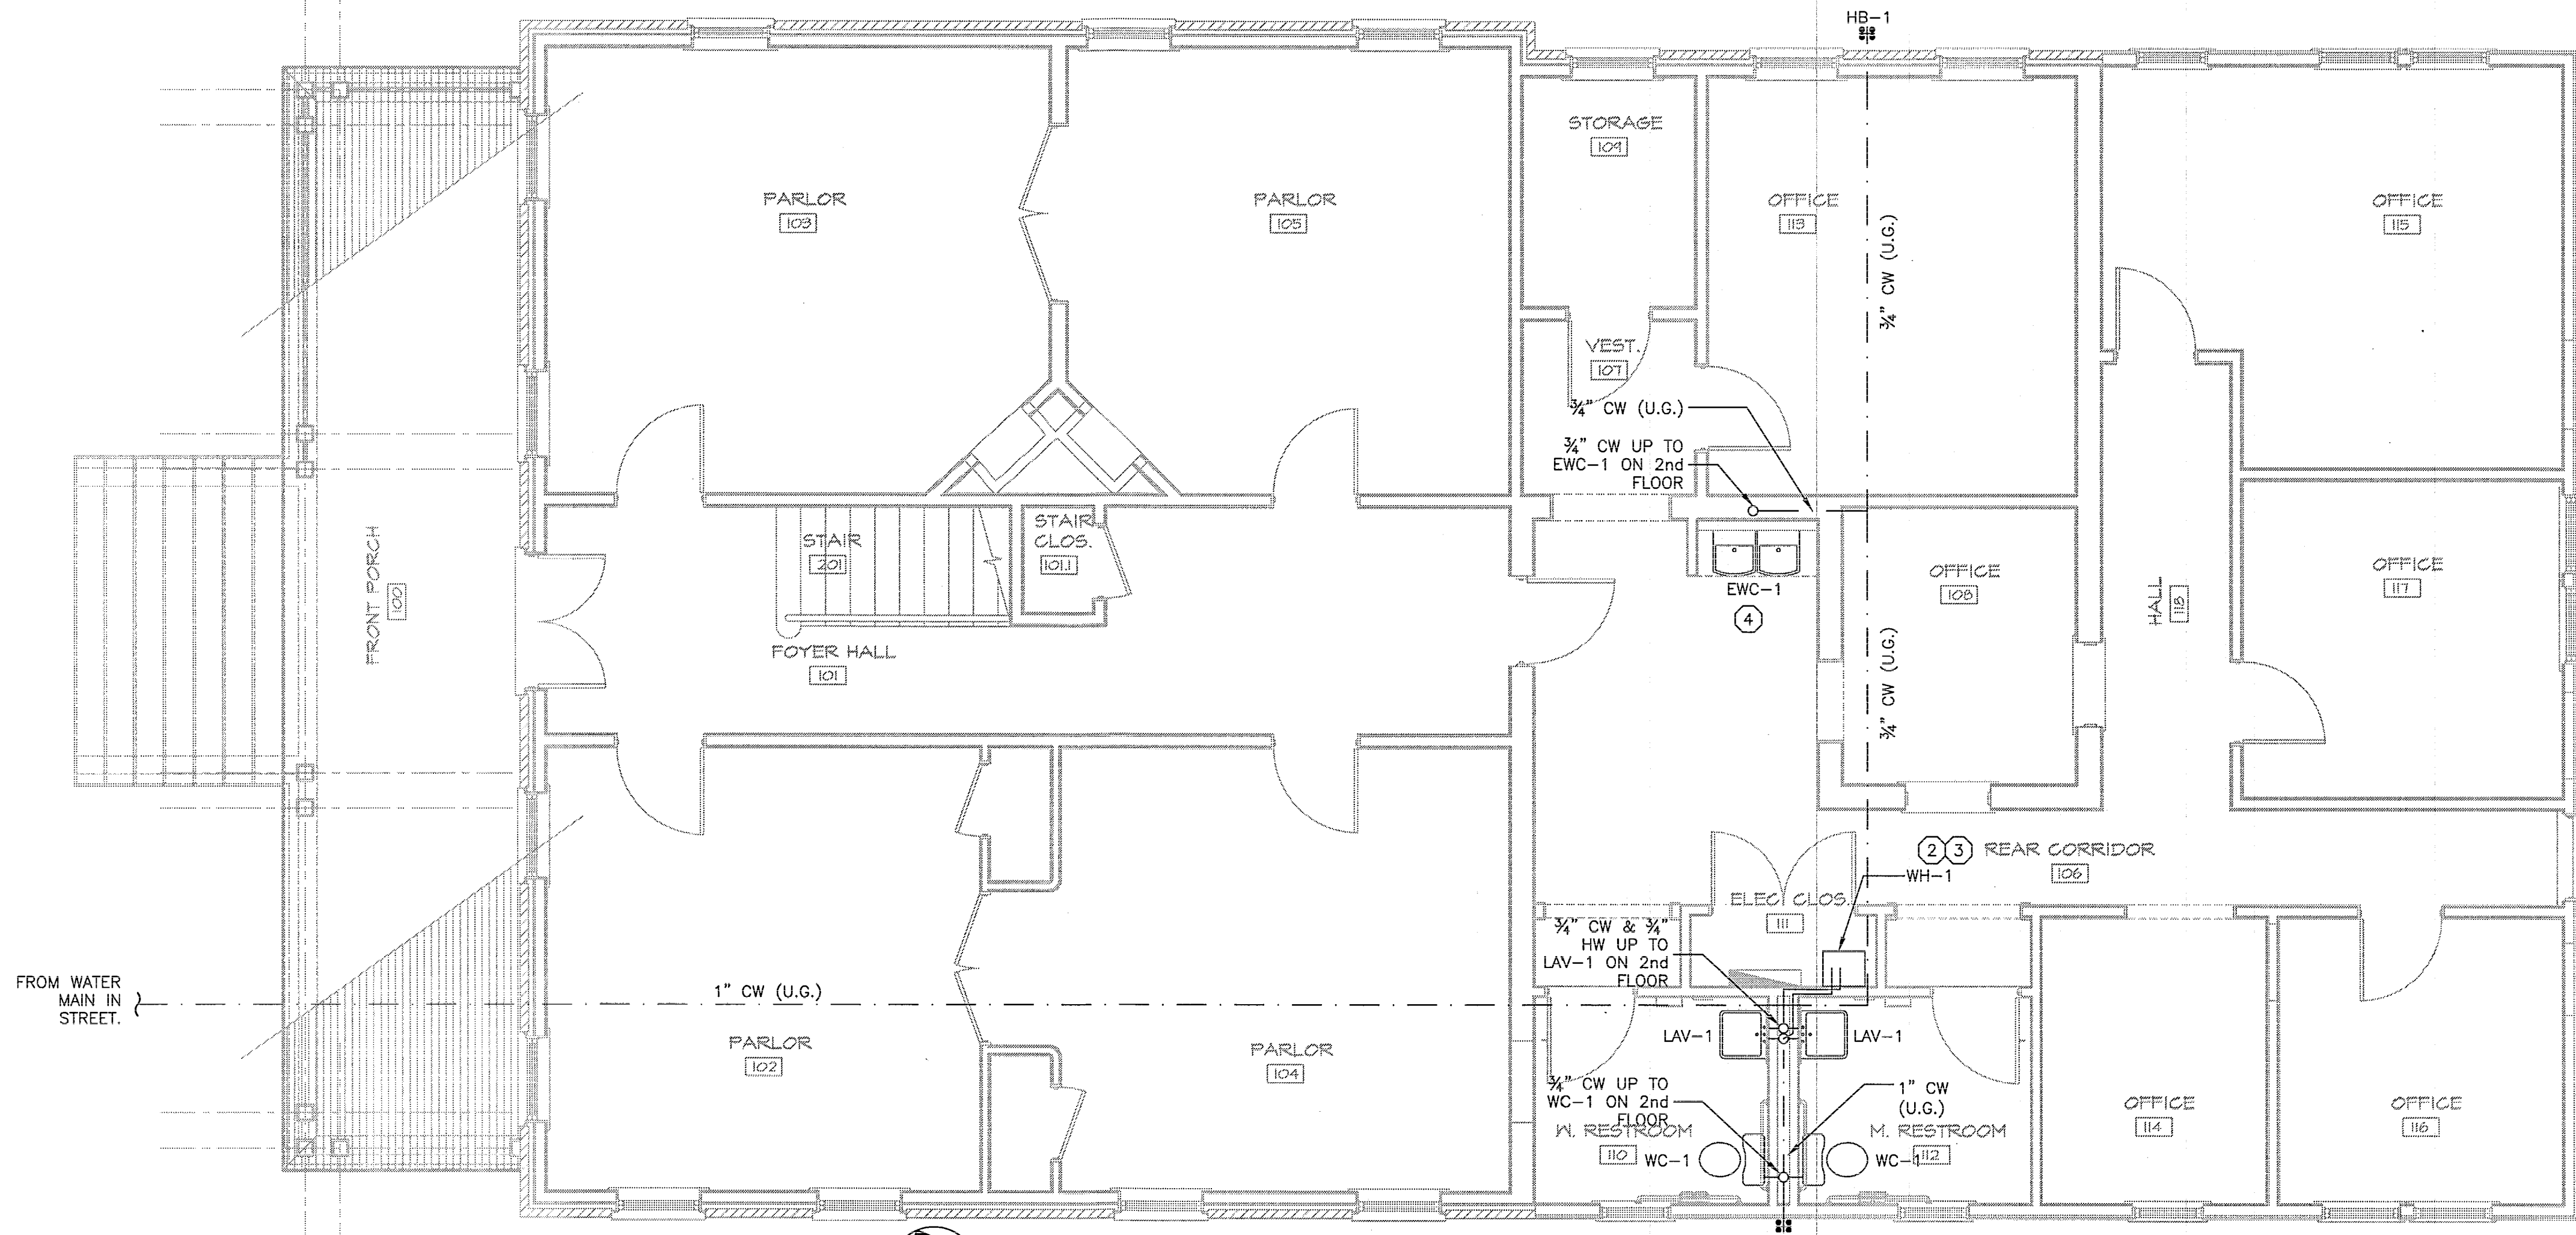 HB-1
STORAGE
109
PARLOR
103
PARLOR
105
OFFICE
113
OFFICE
115
¾" CW (U.G.)
VEST.
107
¾" CW (U.G.)
¾" CW UP TO
EWC-1 ON 2nd
FLOOR
STAIR
201
STAIR
CLOS.
101.1
FRONT PORCH
100
EWC-1
4
OFFICE
108
HALL
118
OFFICE
117
FOYER HALL
101
¾" CW (U.G.)
2 3
REAR CORRIDOR
106
WH-1
ELEC CLOS.
111
¾" CW & ¾"
HW UP TO
LAV-1 ON 2nd
FLOOR
FROM WATER
MAIN IN
STREET.
1" CW (U.G.)
PARLOR
102
PARLOR
104
LAV-1
LAV-1
¾" CW UP TO
WC-1 ON 2nd
FLOOR
1" CW
(U.G.)
W. RESTROOM
110
WC-1
M. RESTROOM
112
WC-1
OFFICE
114
OFFICE
116